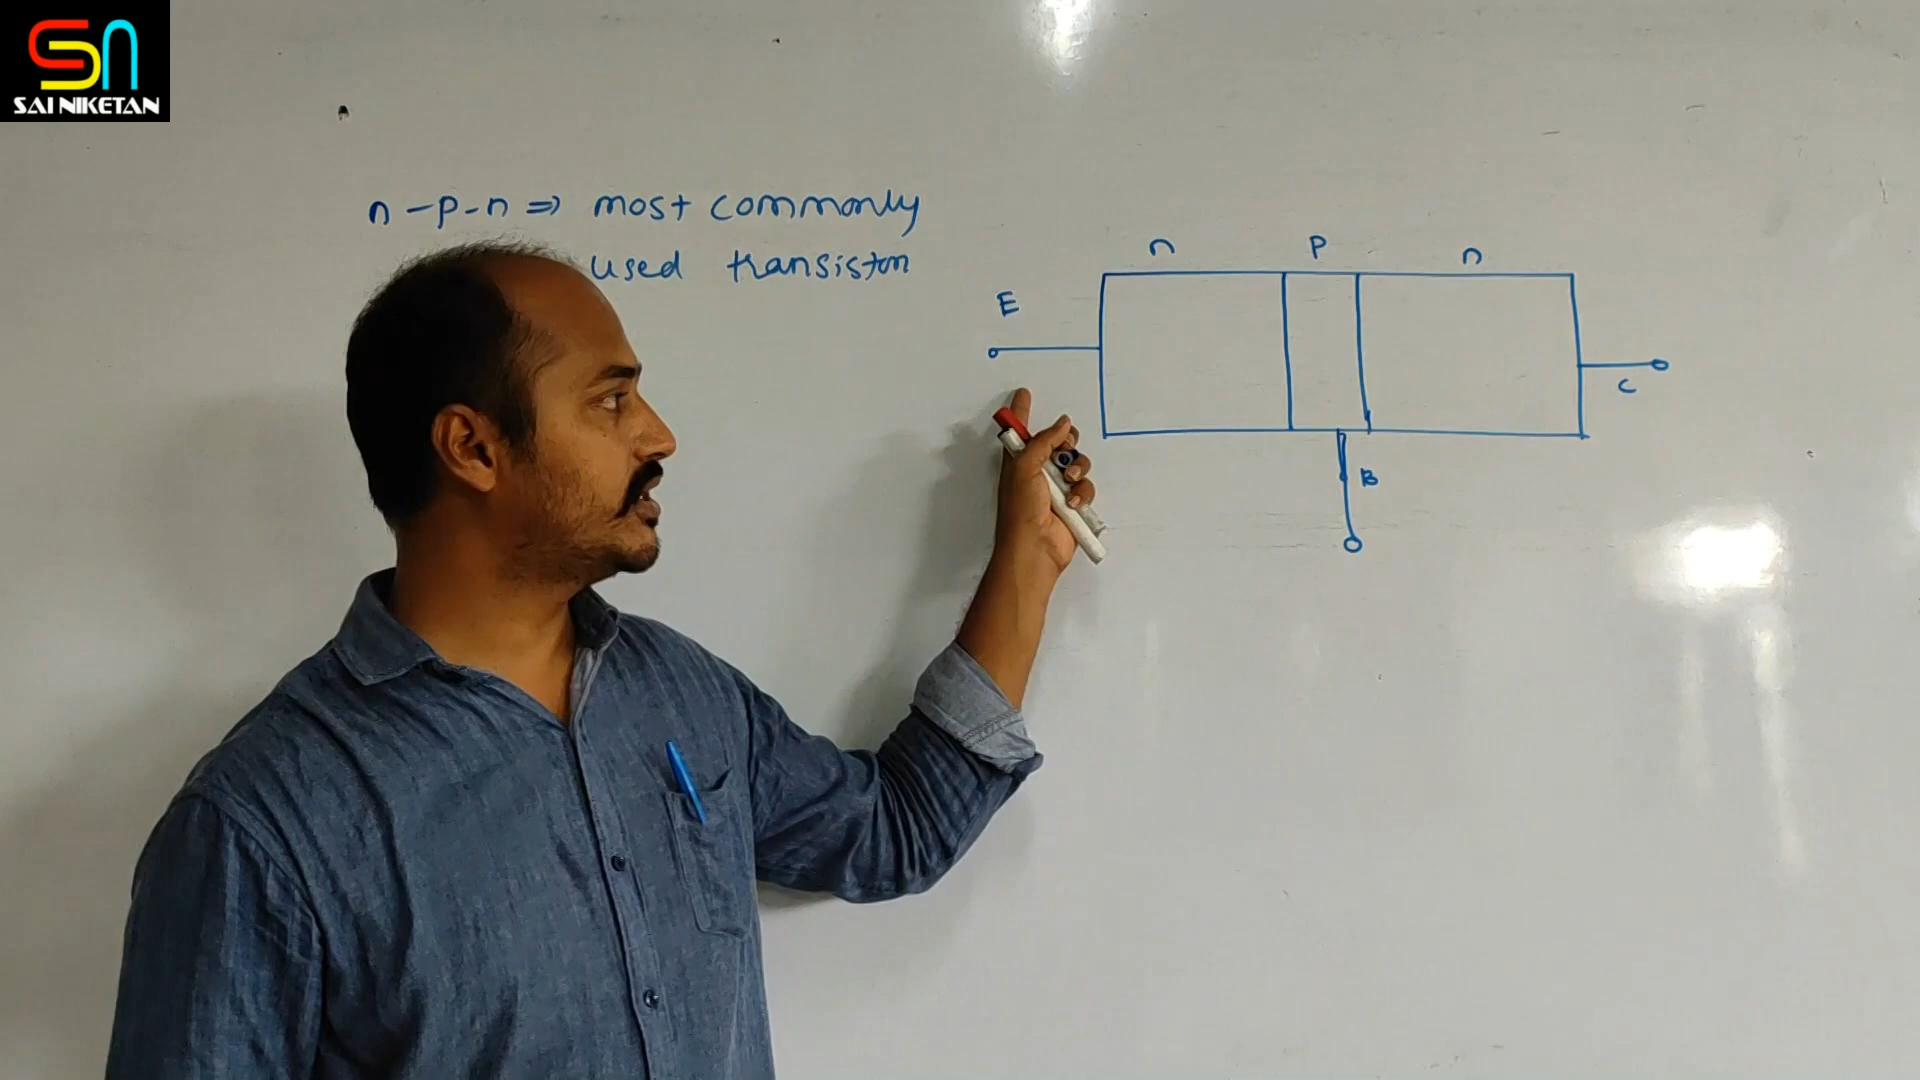 SN
SAI NIKETAN
n-p-n ⇒ most commonly
used transistor
n P n
E
C
B